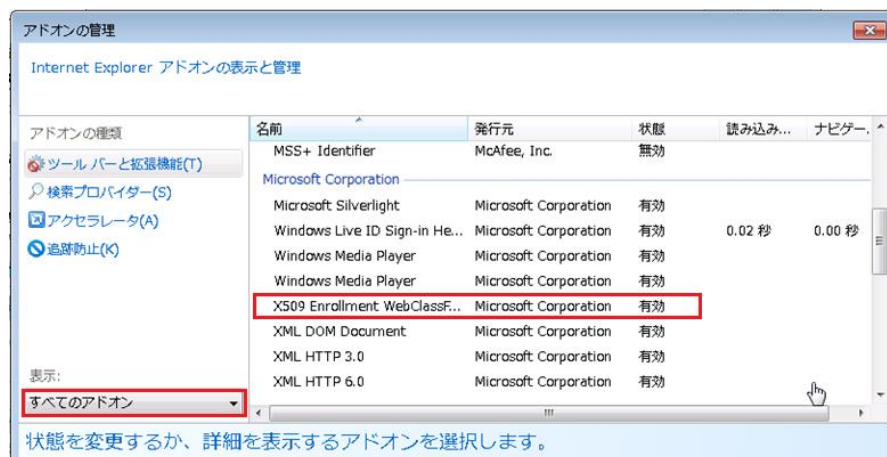 アドオンの管理
Internet Explorer アドオンの表示と管理
アドオンの種類
ツール バーと拡張機能(T)
検索プロバイダー(S)
アクセラレータ(A)
追跡防止(K)
表示:
すべてのアドオン
名前 発行元 状態 読み込み... ナビゲー...
MSS+ Identifier McAfee, Inc. 無効
Microsoft Corporation
Microsoft Silverlight Microsoft Corporation 有効
Windows Live ID Sign-in He... Microsoft Corporation 有効 0.02 秒 0.00 秒
Windows Media Player Microsoft Corporation 有効
Windows Media Player Microsoft Corporation 有効
X509 Enrollment WebClassF... Microsoft Corporation 有効
XML DOM Document Microsoft Corporation 有効
XML HTTP 3.0 Microsoft Corporation 有効
XML HTTP 6.0 Microsoft Corporation 有効
状態を変更するか、詳細を表示するアドオンを選択します。